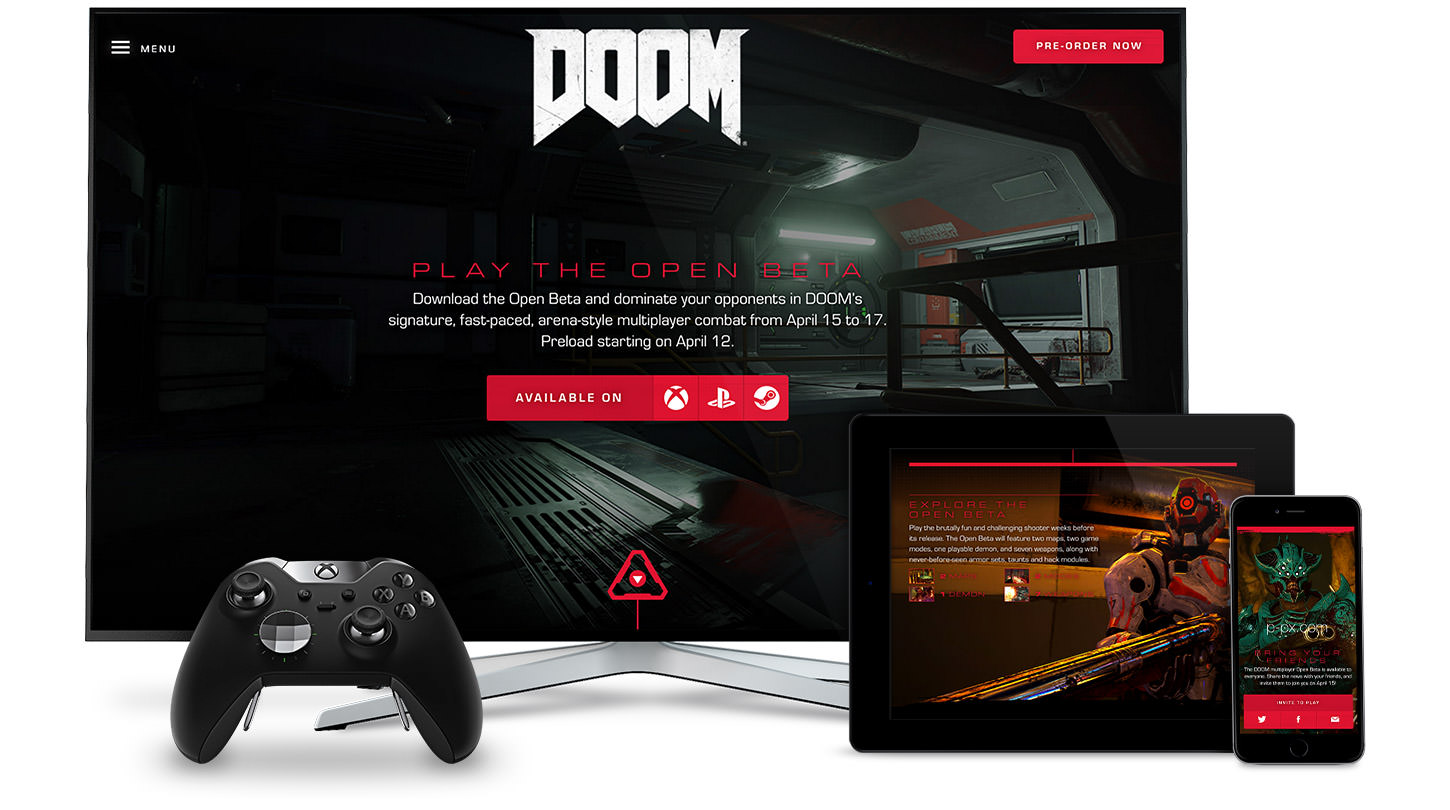 MENU
DOOM
PRE-ORDER NOW
PLAY THE OPEN BETA
Download the Open Beta and dominate your opponents in DOOM's
signature, fast-paced, arena-style multiplayer combat from April 15 to 17.
Preload starting on April 12.
AVAILABLE ON
X
Y
B
A
EXPLORE THE
OPEN BETA
Play the brutally fun and challenging shooter weeks before
its release. The Open Beta will feature two maps, two game
modes, one playable demon, and seven weapons, along with
never-before-seen armor sets, taunts and hack modules.
2
1 DEMON
p-px.com
BRING YOUR
FRIENDS
The DOOM multiplayer Open Beta is available to
everyone. Share the news with your friends, and
invite them to join you on April 15!
INVITE TO PLAY